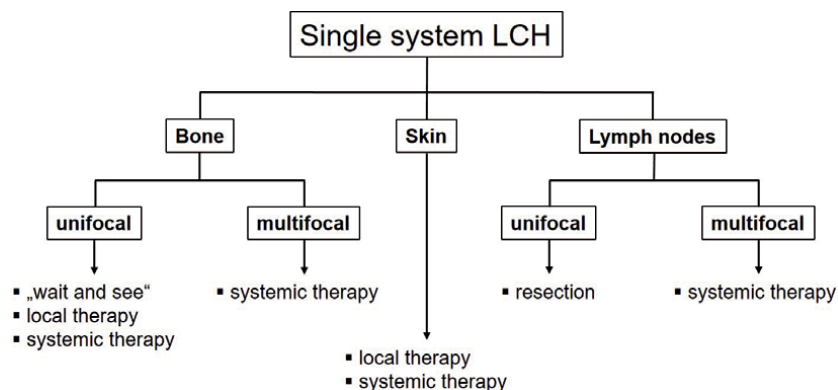 Single system LCH
Bone
Skin
Lymph nodes
unifocal
multifocal
unifocal
multifocal
▪ „wait and see“
▪ local therapy
▪ systemic therapy
▪ systemic therapy
▪ resection
▪ systemic therapy
▪ local therapy
▪ systemic therapy